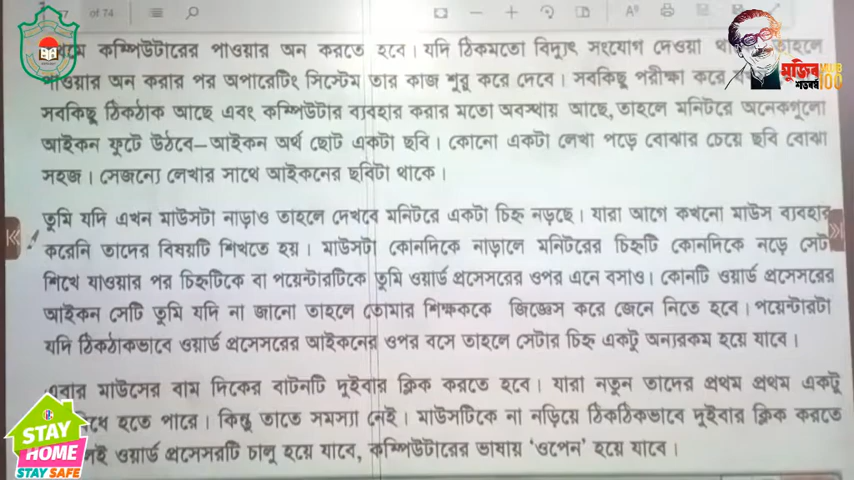 of 74
কম্পিউটারের পাওয়ার অন করতে হবে। যদি ঠিকমতো বিদ্যুৎ সংযোগ দেওয়া তাহলে
পাওয়ার অন করার পর অপারেটিং সিস্টেম তার কাজ শুরু করে দেবে। সবকিছু পরীক্ষা করে
সবকিছু ঠিকঠাক আছে এবং কম্পিউটার ব্যবহার করার মতো অবস্থায় আছে, তাহলে মনিটরে অনেকগুলো
আইকন ফুটে উঠবে–আইকন অর্থ ছোট একটা ছবি। কোনো একটা লেখা পড়ে বোঝার চেয়ে ছবি বোঝা
সহজ। সেজন্যে লেখার সাথে আইকনের ছবিটা থাকে।
তুমি যদি এখন মাউসটা নাড়াও তাহলে দেখবে মনিটরে একটা চিহ্ন নড়ছে। যারা আগে কখনো মাউস ব্যবহার
করেনি তাদের বিষয়টি শিখতে হয়। মাউসটা কোনদিকে নাড়ালে মনিটরের চিহ্নটি কোনদিকে নড়ে সেট
শিখে যাওয়ার পর চিহ্নটিকে বা পয়েন্টারটিকে তুমি ওয়ার্ড প্রসেসরের ওপর এনে বসাও। কোনটি ওয়ার্ড প্রসেসরের
আইকন সেটি তুমি যদি না জানো তাহলে তোমার শিক্ষককে জিজ্ঞেস করে জেনে নিতে হবে। পয়েন্টারটা
যদি ঠিকঠাকভাবে ওয়ার্ড প্রসেসরের আইকনের ওপর বসে তাহলে সেটার চিহ্ন একটু অন্যরকম হয়ে যাবে।
এবার মাউসের বাম দিকের বাটনটি দুইবার ক্লিক করতে হবে। যারা নতুন তাদের প্রথম প্রথম একটু
হতে পারে। কিন্তু তাতে সমস্যা নেই। মাউসটিকে না নড়িয়ে ঠিকঠিকভাবে দুইবার ক্লিক করতে
ওয়ার্ড প্রসেসরটি চালু হয়ে যাবে, কম্পিউটারের ভাষায় ‘ওপেন’ হয়ে যাবে।
মুজিব
শতবর্ষ
100
STAY
HOME
STAY SAFE